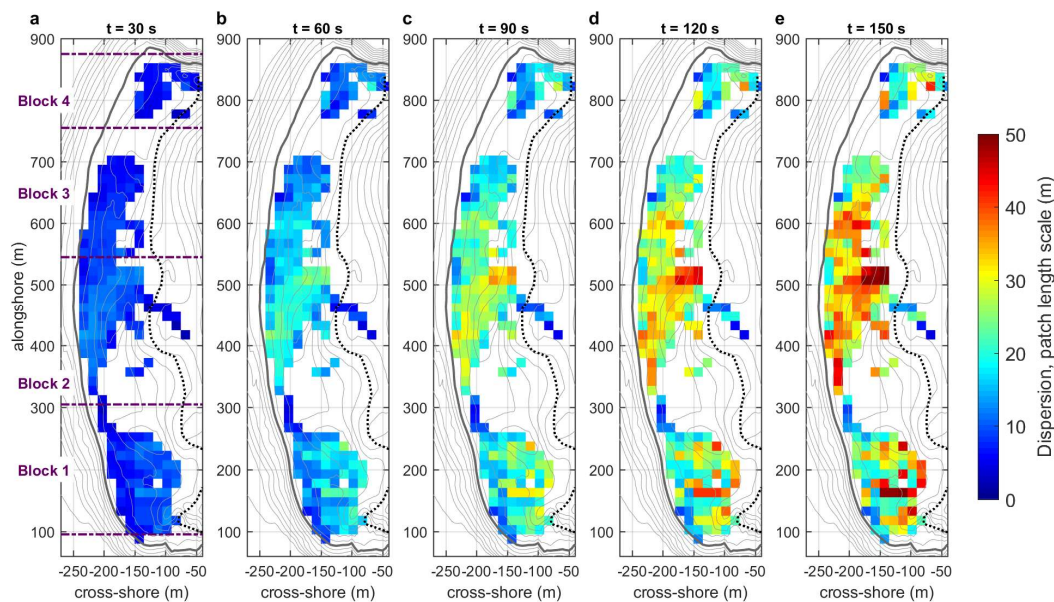 a b c d e
t = 30 s t = 60 s t = 90 s t = 120 s t = 150 s
900 900 900 900 900
Block 4
800 800 800 800 800
700 700 700 700 700
Block 3
600 600 600 600 600
alongshore (m)
500 500 500 500 500
400 400 400 400 400
Block 2
300 300 300 300 300
Block 1
200 200 200 200 200
100 100 100 100 100
-250 -200 -150 -100 -50 -250 -200 -150 -100 -50 -250 -200 -150 -100 -50 -250 -200 -150 -100 -50 -250 -200 -150 -100 -50
cross-shore (m) cross-shore (m) cross-shore (m) cross-shore (m) cross-shore (m)
50
40
30
20
10
0
Dispersion, patch length scale (m)